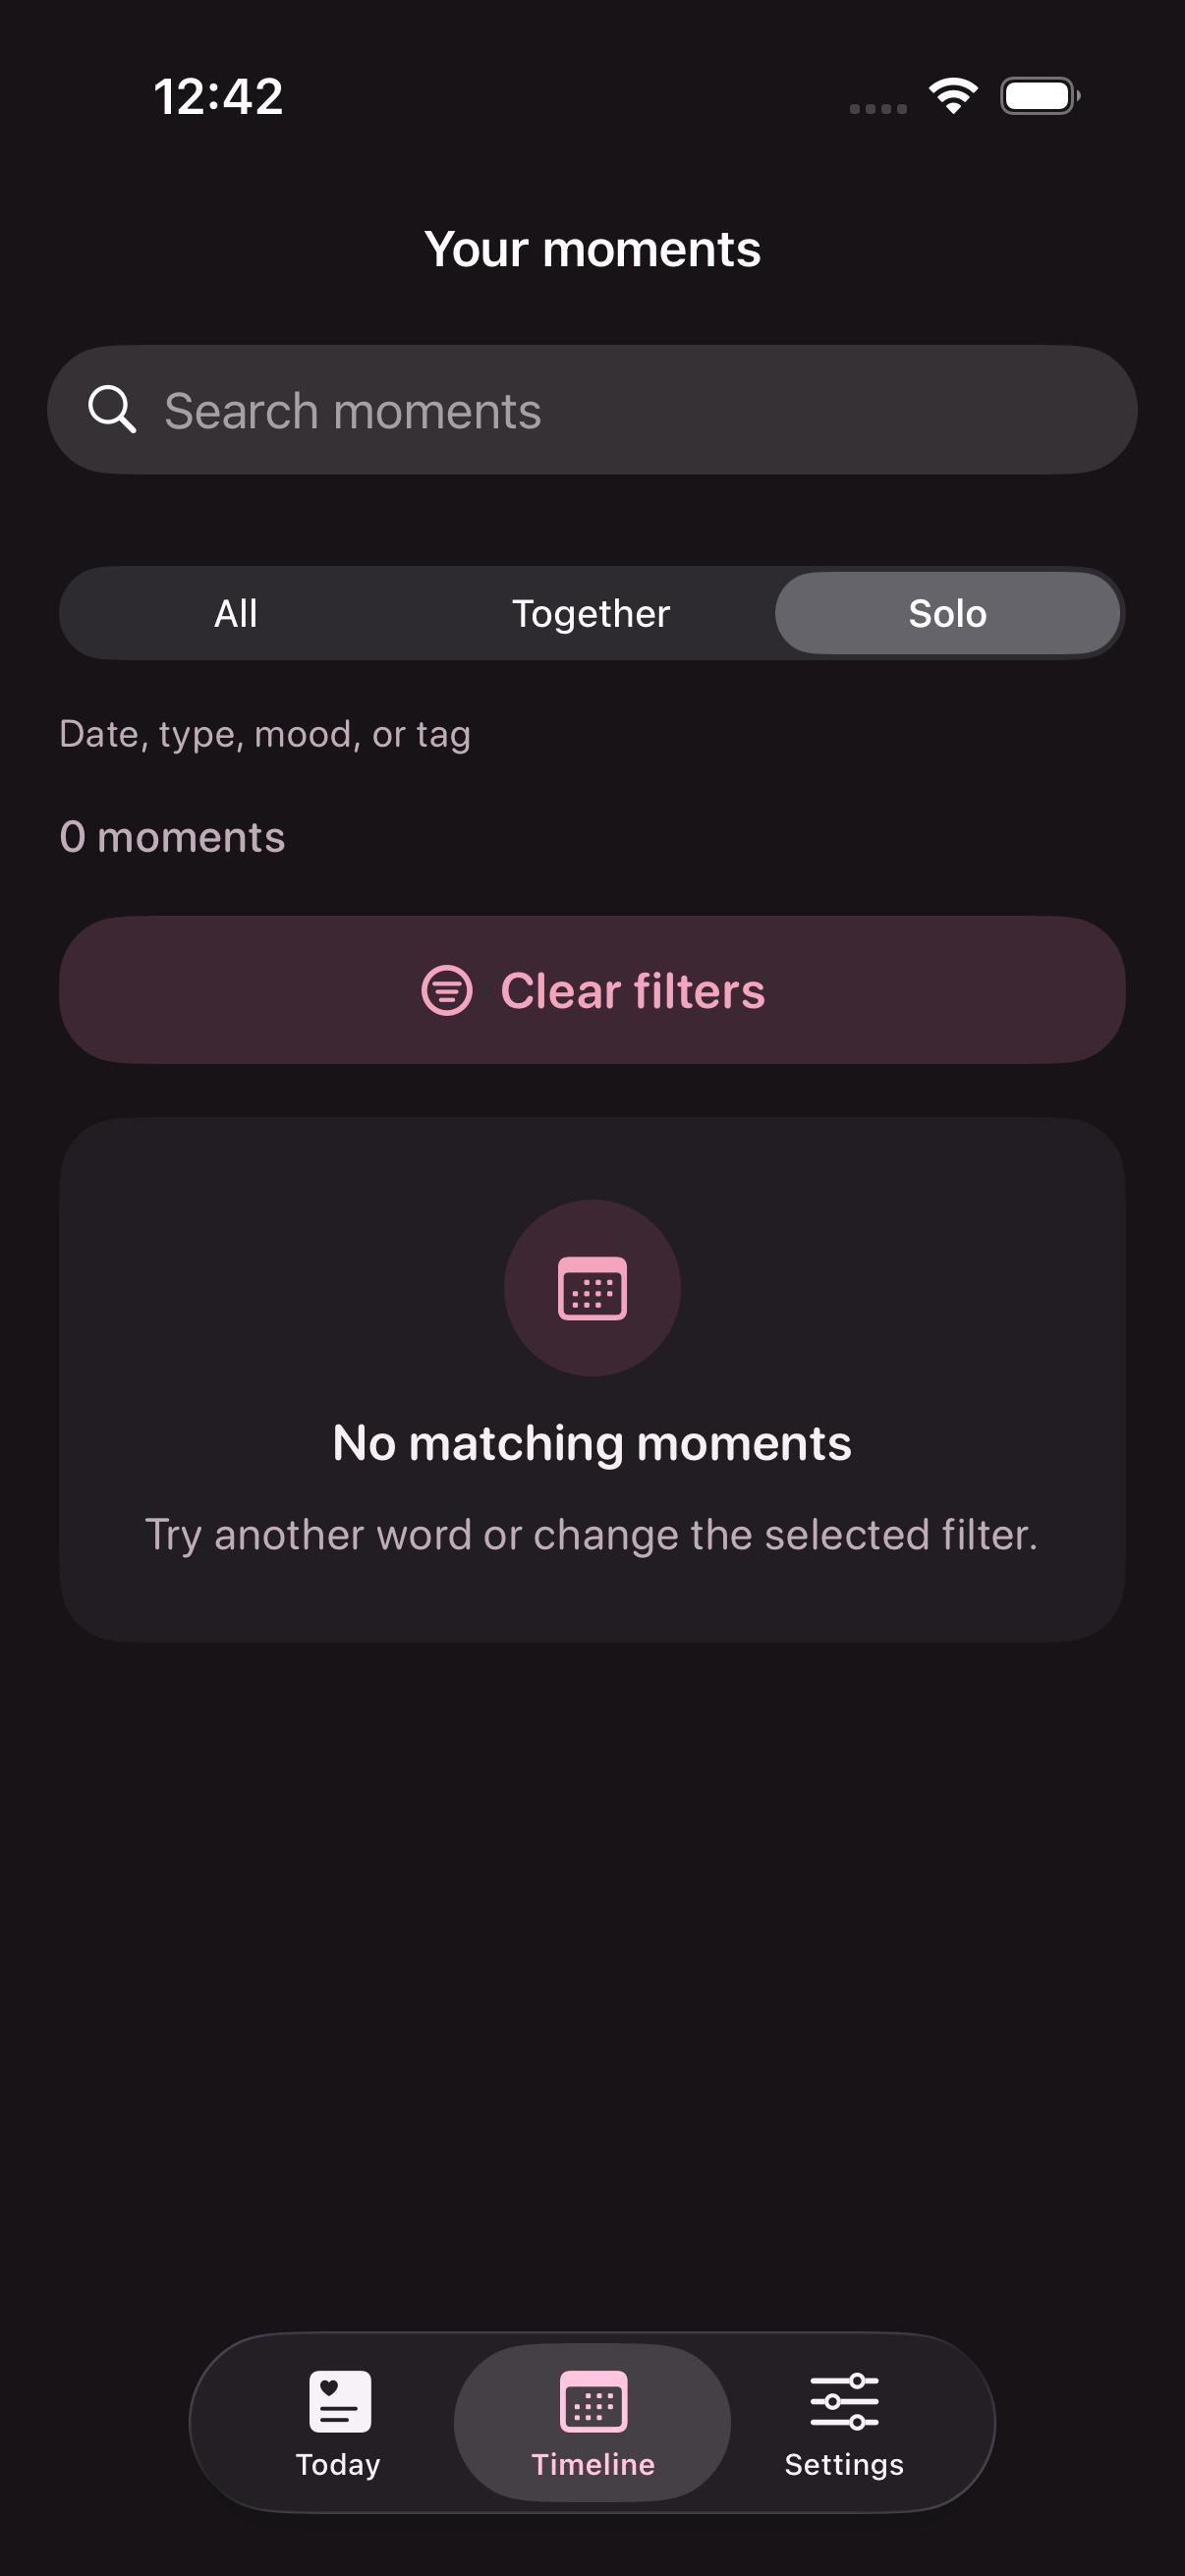 12:42
Your moments
Search moments
All Together Solo
Date, type, mood, or tag
0 moments
Clear filters
No matching moments
Try another word or change the selected filter.
Today Timeline Settings